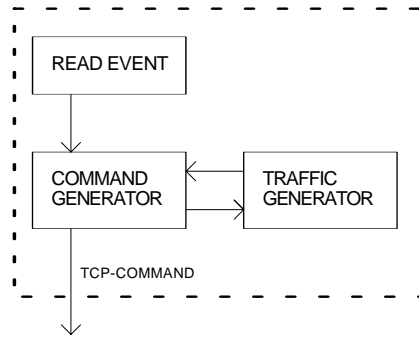 READ EVENT
COMMAND
GENERATOR
TRAFFIC
GENERATOR
TCP-COMMAND